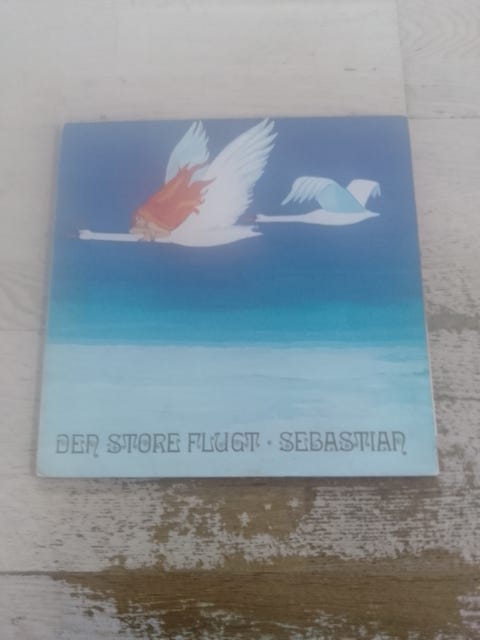 DEN STORE FLUGT · SEBASTIAN